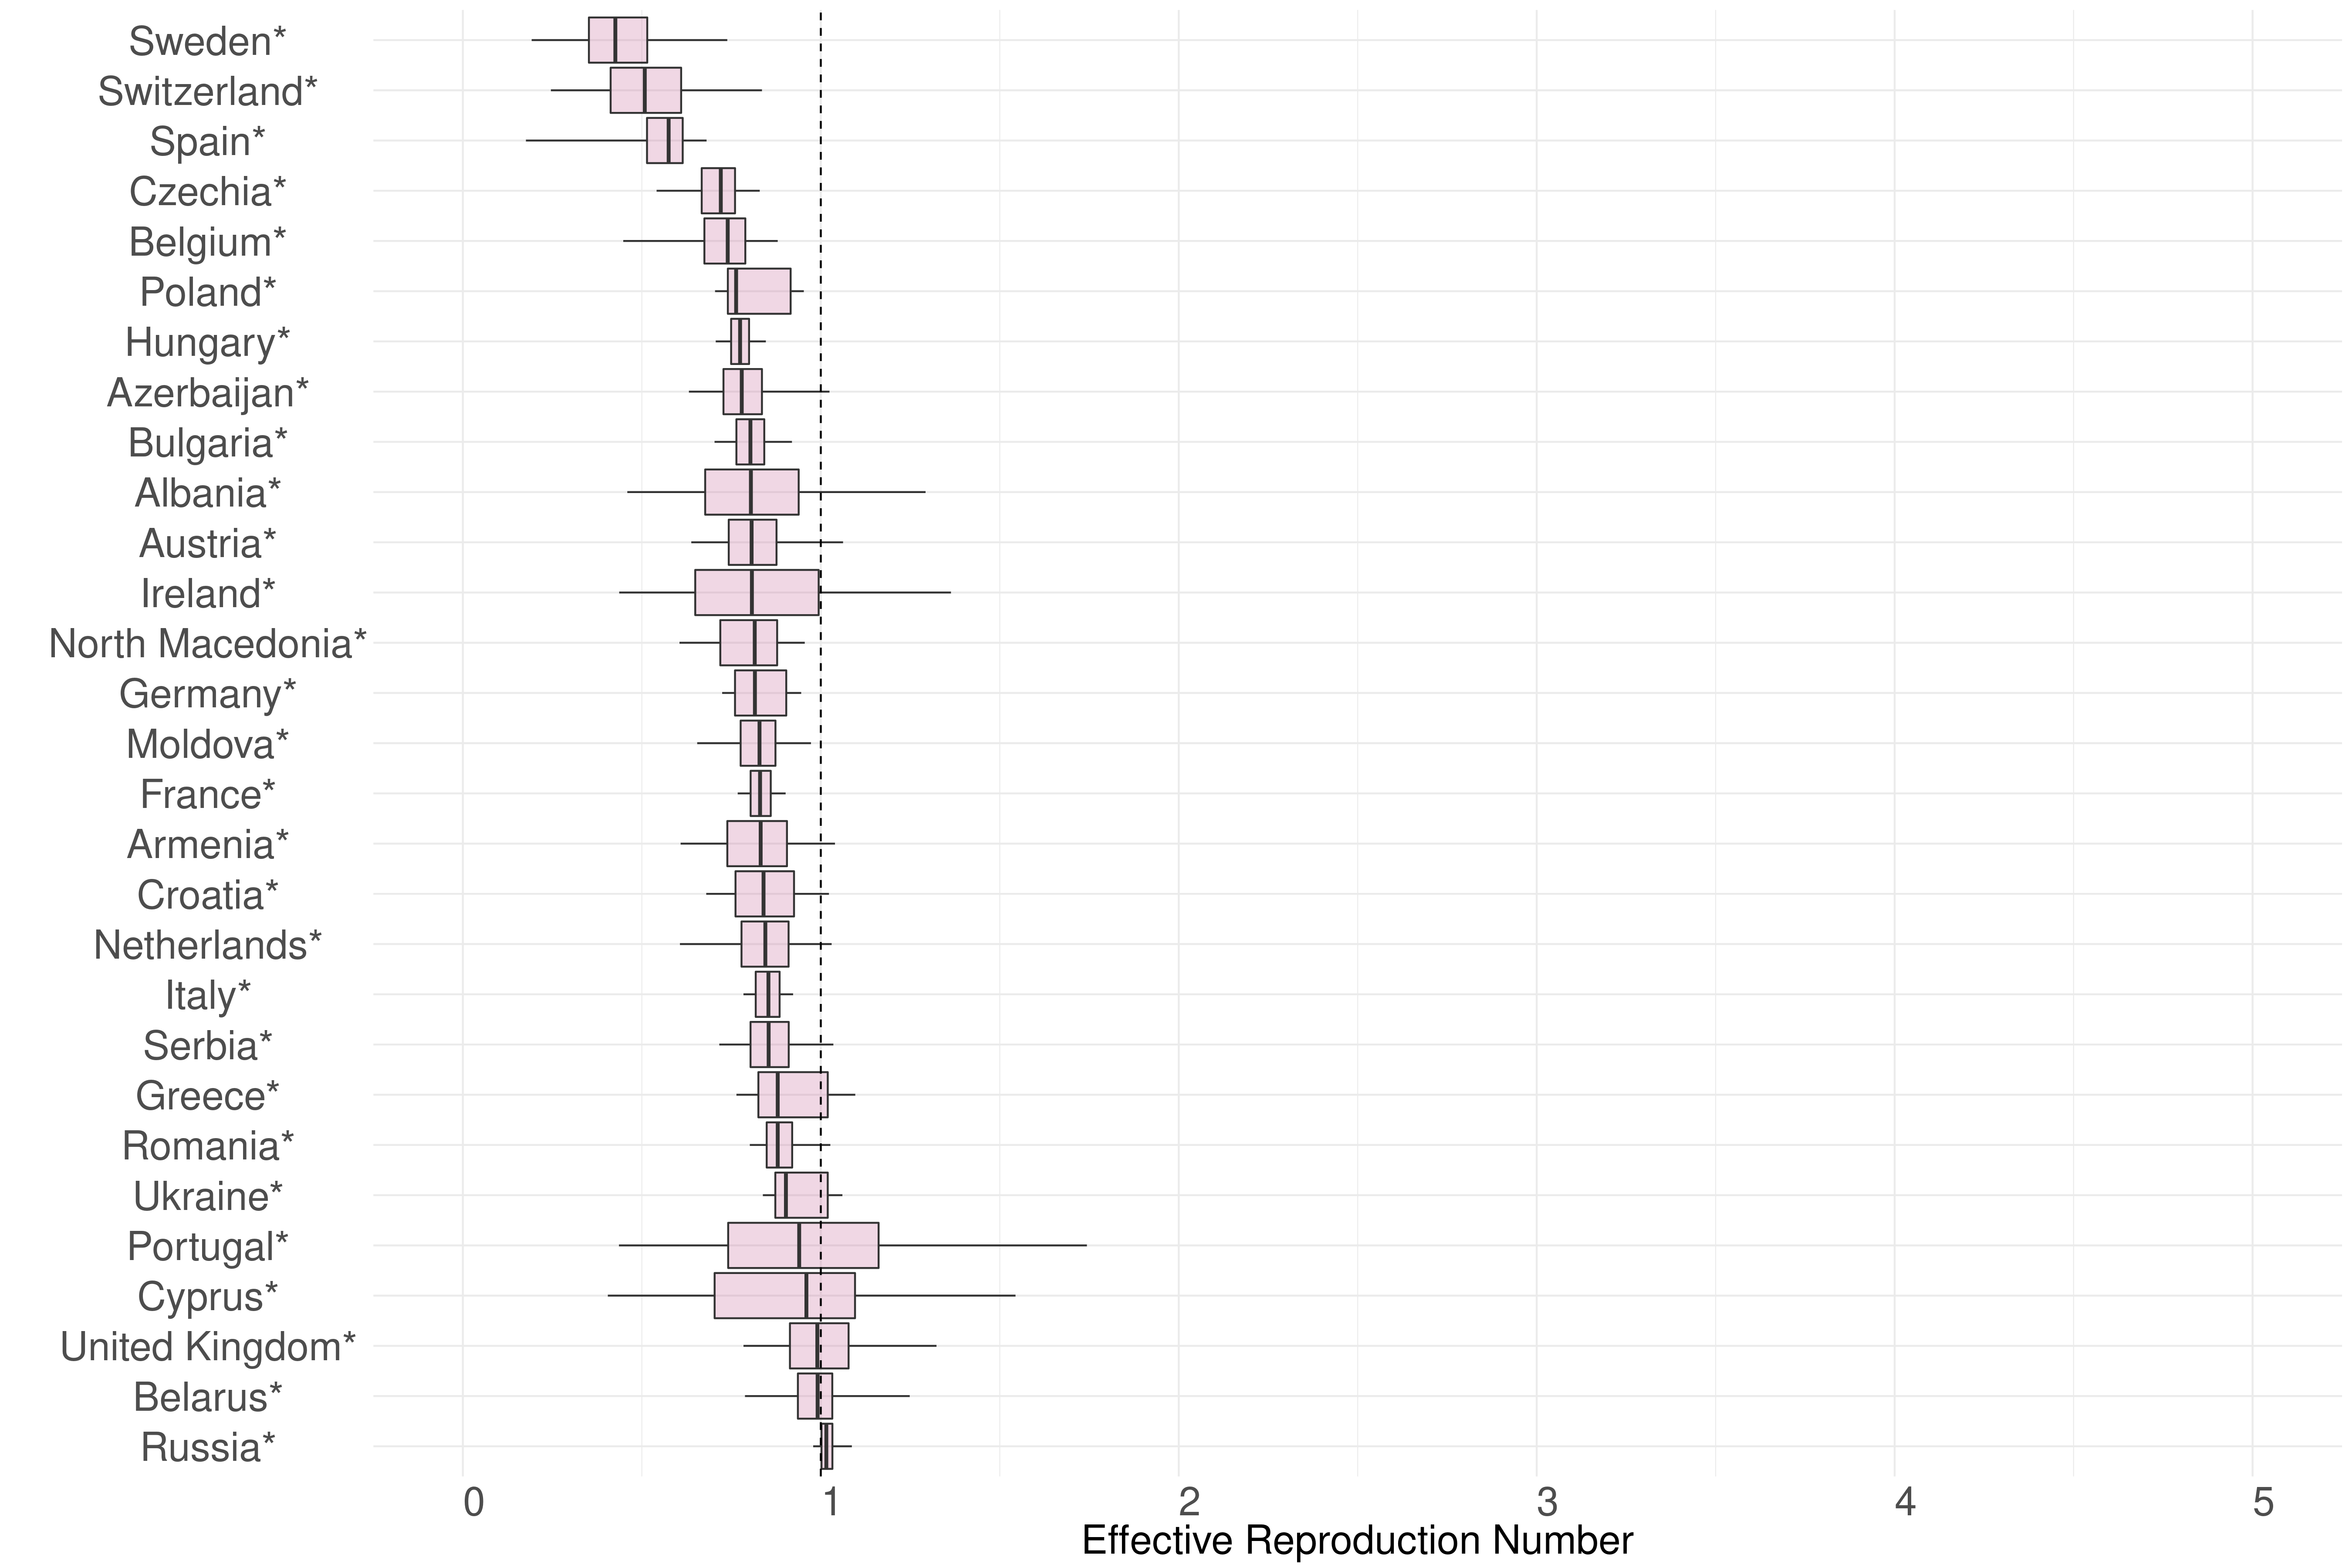 Sweden*
Switzerland*
Spain*
Czechia*
Belgium*
Poland*
Hungary*
Azerbaijan*
Bulgaria*
Albania*
Austria*
Ireland*
North Macedonia*
Germany*
Moldova*
France*
Armenia*
Croatia*
Netherlands*
Italy*
Serbia*
Greece*
Romania*
Ukraine*
Portugal*
Cyprus*
United Kingdom*
Belarus*
Russia*
0 1 2 3 4 5
Effective Reproduction Number